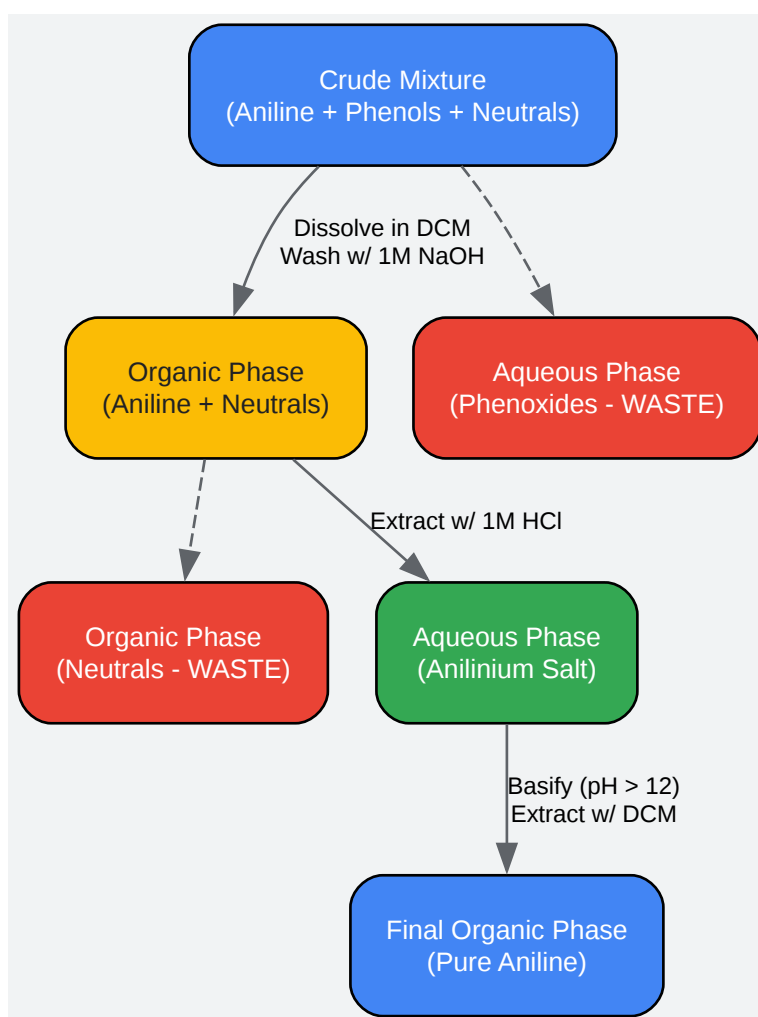 Crude Mixture
(Aniline + Phenols + Neutrals)
Dissolve in DCM
Wash w/ 1M NaOH
Organic Phase
(Aniline + Neutrals)
Aqueous Phase
(Phenoxides - WASTE)
Extract w/ 1M HCl
Organic Phase
(Neutrals - WASTE)
Aqueous Phase
(Anilinium Salt)
Basify (pH > 12)
Extract w/ DCM
Final Organic Phase
(Pure Aniline)